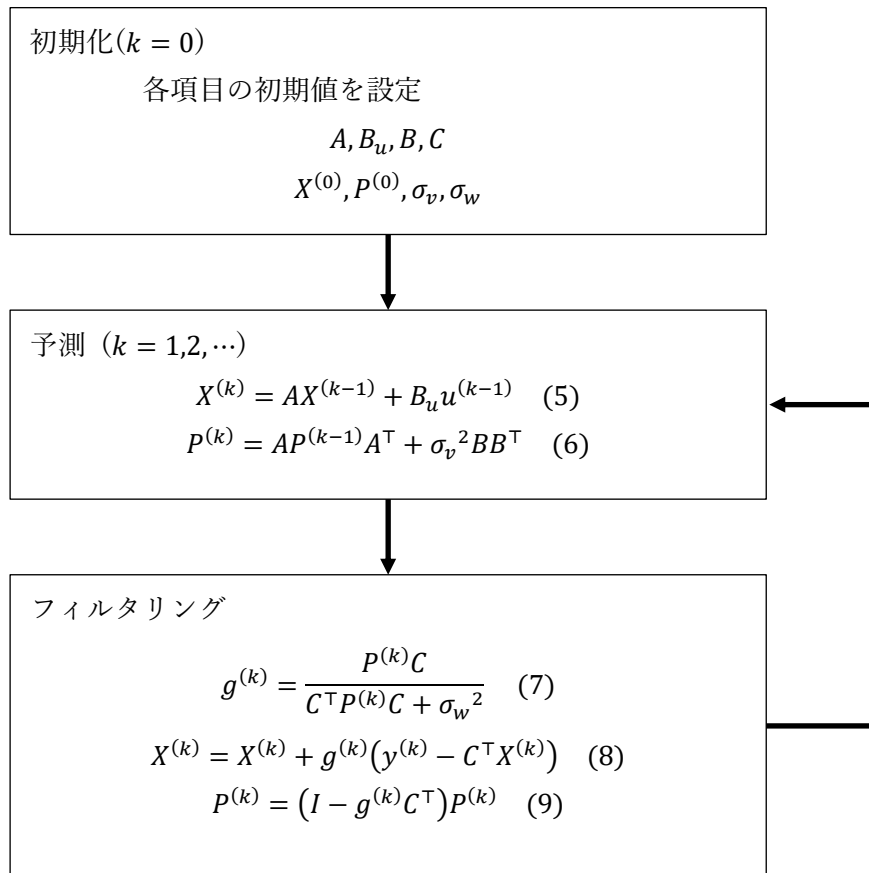 初期化(k = 0)
各項目の初期値を設定
A, B_u, B, C
X^{(0)}, P^{(0)}, σ_v, σ_w
予測 (k = 1,2, ⋯)
X^{(k)} = AX^{(k−1)} + B_u u^{(k−1)} (5)
P^{(k)} = AP^{(k−1)}A^⊤ + σ_v^2 BB^⊤ (6)
フィルタリング
g^{(k)} = \frac{P^{(k)}C}{C^⊤P^{(k)}C + σ_w^2} (7)
X^{(k)} = X^{(k)} + g^{(k)}(y^{(k)} − C^⊤X^{(k)}) (8)
P^{(k)} = (I − g^{(k)}C^⊤)P^{(k)} (9)